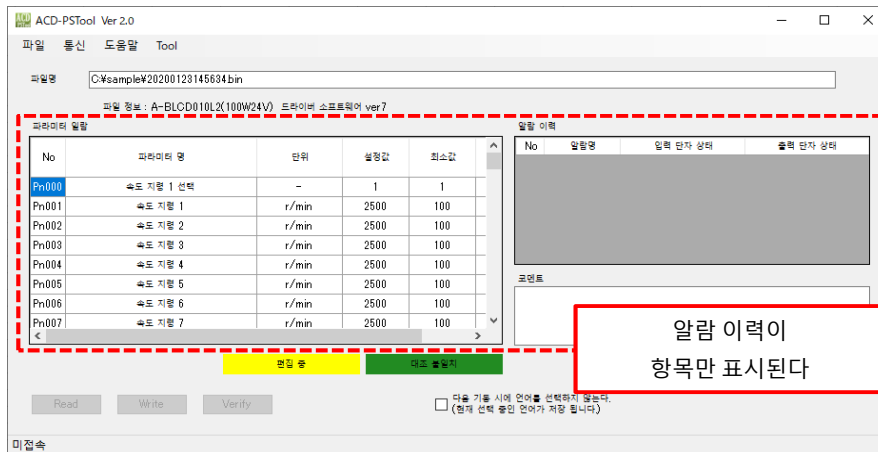 ACD-PSTool Ver 2.0
파일 통신 도움말 Tool
파일명 C:¥sample¥20200123145634.bin
파일 정보 : A-BLCD010L2(100W24V) 드라이버 소프트웨어 ver7
파라미터 일람
No 파라미터 명 단위 설정값 최소값
Pn000 속도 지령 1 선택 - 1 1
Pn001 속도 지령 1 r/min 2500 100
Pn002 속도 지령 2 r/min 2500 100
Pn003 속도 지령 3 r/min 2500 100
Pn004 속도 지령 4 r/min 2500 100
Pn005 속도 지령 5 r/min 2500 100
Pn006 속도 지령 6 r/min 2500 100
Pn007 속도 지령 7 r/min 2500 100
알람 이력
No 알람명 입력 단자 상태 출력 단자 상태
코멘트
알람 이력이
항목만 표시된다
편집 중 대조 불일치
Read Write Verify
다음 기동 시에 언어를 선택하지 않는다.
(현재 선택 중인 언어가 저장 됩니다.)
미접속